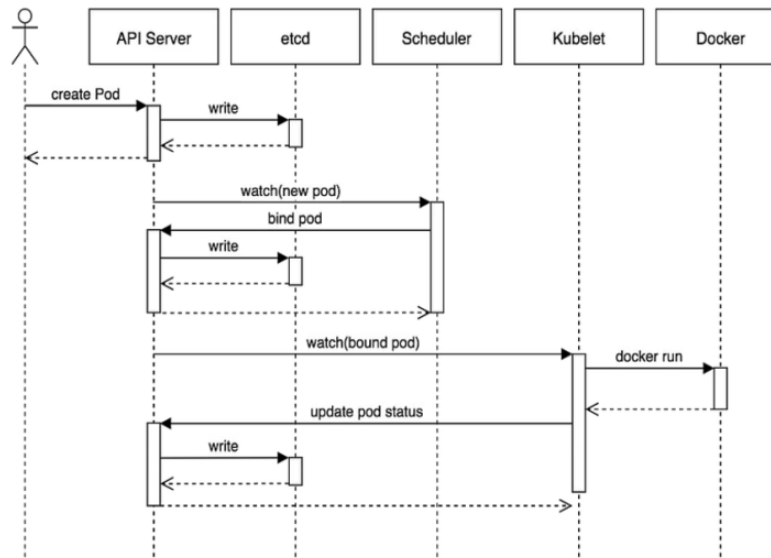 API Server
etcd
Scheduler
Kubelet
Docker
create Pod
write
watch(new pod)
bind pod
write
watch(bound pod)
docker run
update pod status
write